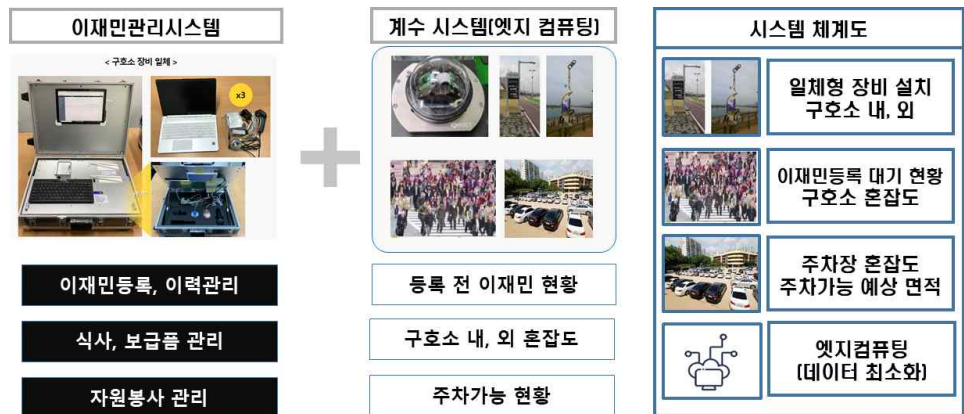 이재민관리시스템
< 구호소 장비 일체 >
x3
이재민등록, 이력관리
식사, 보급품 관리
자원봉사 관리
계수 시스템(엣지 컴퓨팅)
등록 전 이재민 현황
구호소 내, 외 혼잡도
주차가능 현황
시스템 체계도
일체형 장비 설치
구호소 내, 외
이재민등록 대기 현황
구호소 혼잡도
주차장 혼잡도
주차가능 예상 면적
엣지컴퓨팅
(데이터 최소화)